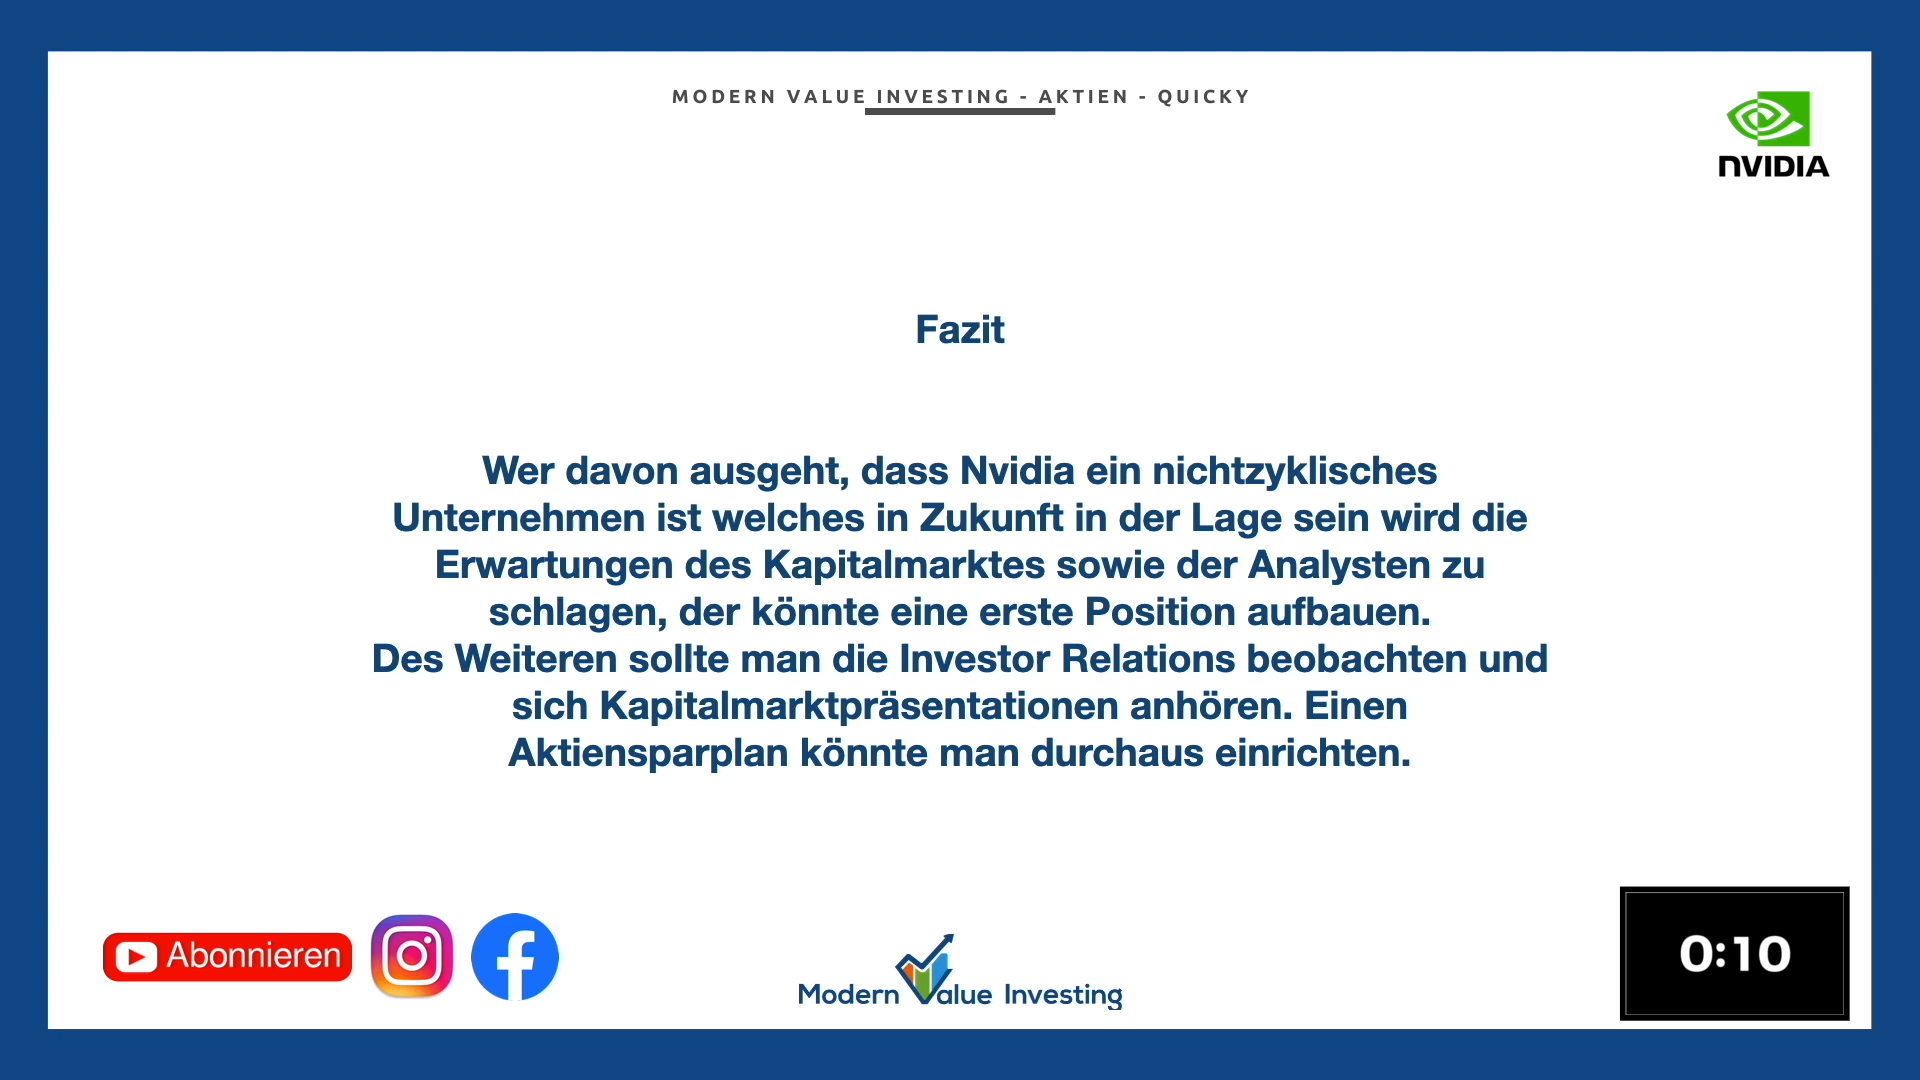 MODERN VALUE INVESTING - AKTIEN - QUICKY
NVIDIA
Fazit
Wer davon ausgeht, dass Nvidia ein nichtzyklisches
Unternehmen ist welches in Zukunft in der Lage sein wird die
Erwartungen des Kapitalmarktes sowie der Analysten zu
schlagen, der könnte eine erste Position aufbauen.
Des Weiteren sollte man die Investor Relations beobachten und
sich Kapitalmarktpräsentationen anhören. Einen
Aktiensparplan könnte man durchaus einrichten.
Abonnieren
Modern Value Investing
0:10